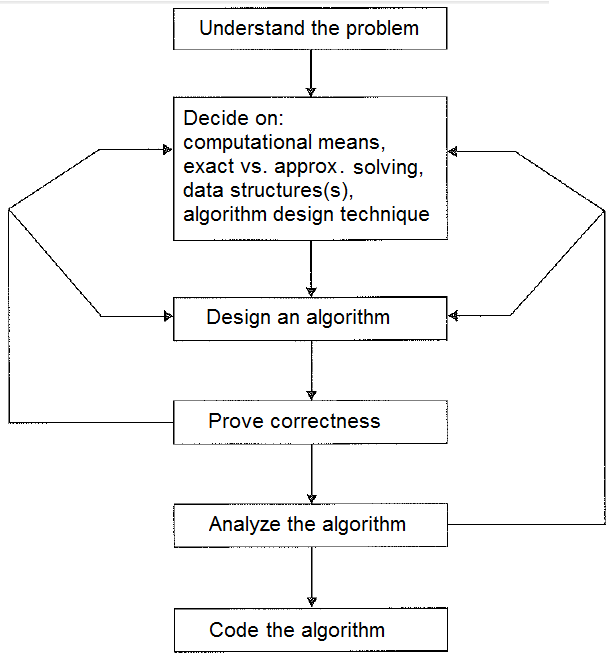 Understand the problem
Decide on:
computational means,
exact vs. approx. solving,
data structures(s),
algorithm design technique
Design an algorithm
Prove correctness
Analyze the algorithm
Code the algorithm